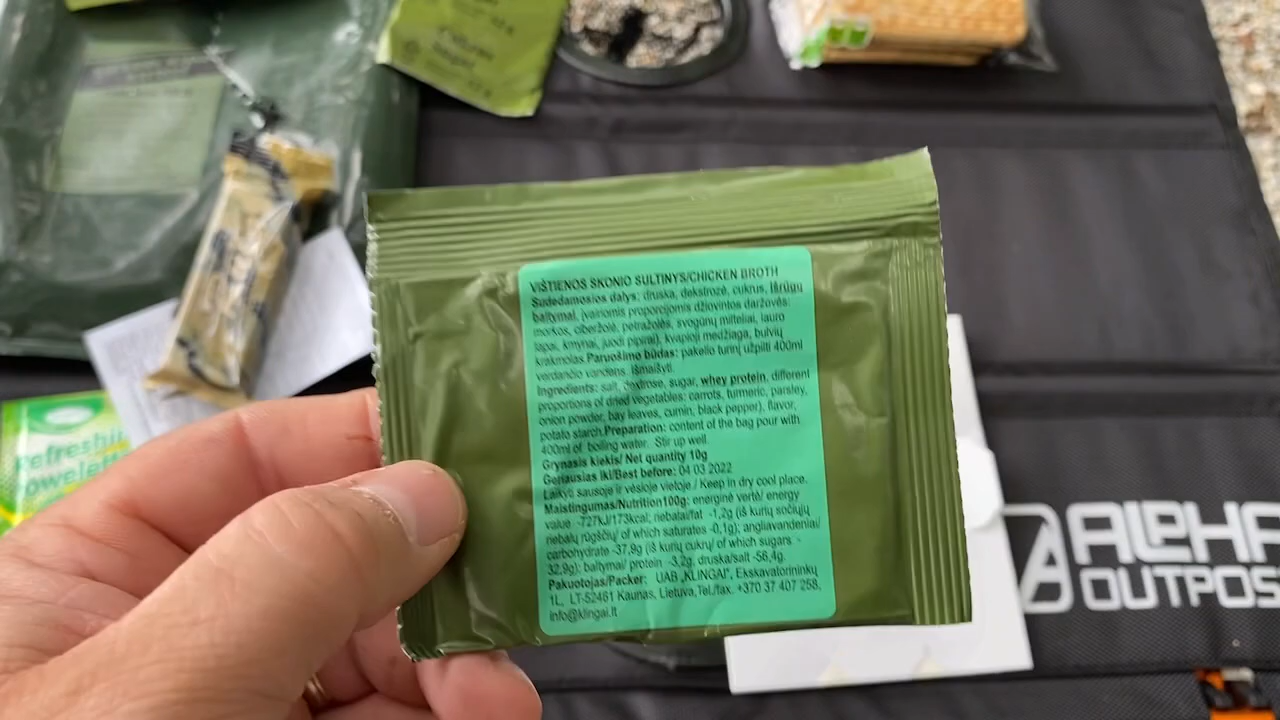 VIŠTIENOS SKONIO SULTINYS/CHICKEN BROTH
Sudedamosios dalys: druska, dekstrozė, cukrus, Išrūgų
baltymai, įvairiomis proporcijomis džiovintos daržovės:
morkos, ciberžolė, petražolės, svogūnų milteliai, lauro
lapai, kmynai, juodi pipirai), kvapioji medžiaga, bulvių
krakmolas.Paruošimo būdas: pakelio turinį užpilti 400ml
verdančio vandens. Išmaišyti.
Ingredients: salt, dextrose, sugar, whey protein, different
proportions of dried vegetables: carrots, turmeric, parsley,
onion powder, bay leaves, cumin, black pepper), flavor,
potato starch.Preparation: content of the bag pour with
400ml of boiling water. Stir up well.
Grynasis kiekis/ Net quantity 10g
Geriausias iki/Best before: 04 03 2022
Laikyti sausoje ir vėsioje vietoje./ Keep in dry cool place.
Maistingumas/Nutrition100g: energinė vertė/ energy
value -727kJ/173kcal; riebalai/fat -1,2g (iš kurių sočiųjų
riebalų rūgščių/ of which saturates -0,1g); angliavandeniai/
carbohydrate -37,9g (iš kurių cukrų/ of which sugars -
32,9g); baltymai/ protein -3,2g. druska/salt -56,4g.
Pakuotojas/Packer: UAB „KLINGAI", Ekskavatorininkų
1L, LT-52461 Kaunas, Lietuva,Tel./fax. +370 37 407 258,
info@klingai.lt
Refreshin
towelett
ALPHA
OUTPOS